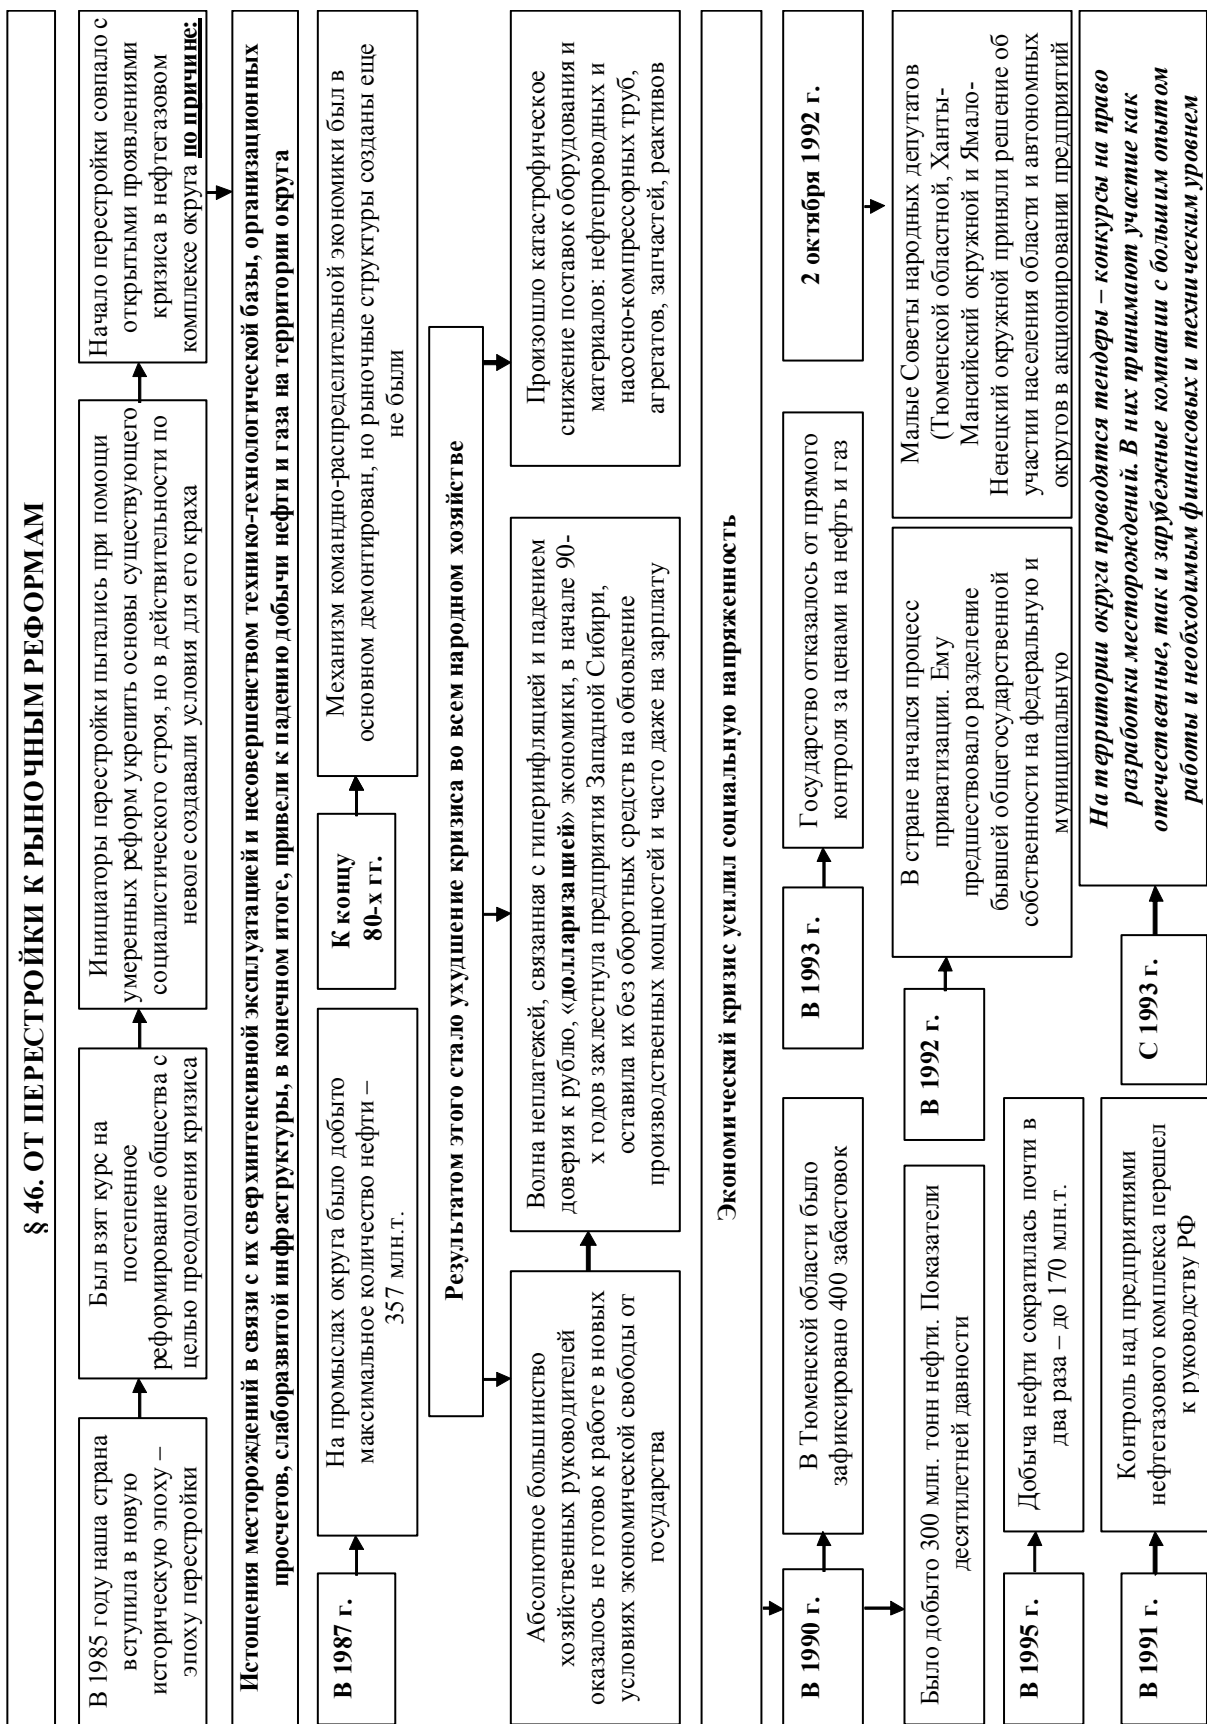 § 46. ОТ ПЕРЕСТРОЙКИ К РЫНОЧНЫМ РЕФОРМАМ
В 1985 году наша страна
вступила в новую
историческую эпоху –
эпоху перестройки
Был взят курс на
постепенное
реформирование общества с
целью преодоления кризиса
Инициаторы перестройки пытались при помощи
умеренных реформ укрепить основы существующего
социалистического строя, но в действительности по
неволе создавали условия для его краха
Начало перестройки совпало с
открытыми проявлениями
кризиса в нефтегазовом
комплексе округа по причине:
Истощения месторождений в связи с их сверхинтенсивной эксплуатацией и несовершенством технико-технологической базы, организационных
просчетов, слаборазвитой инфраструктуры, в конечном итоге, привели к падению добычи нефти и газа на территории округа
В 1987 г.
На промыслах округа было добыто
максимальное количество нефти –
357 млн.т.
К концу
80-х гг.
Механизм командно-распределительной экономики был в
основном демонтирован, но рыночные структуры созданы еще
не были
Результатом этого стало ухудшение кризиса во всем народном хозяйстве
Абсолютное большинство
хозяйственных руководителей
оказалось не готово к работе в новых
условиях экономической свободы от
государства
Волна неплатежей, связанная с гиперинфляцией и падением
доверия к рублю, «долларизацией» экономики, в начале 90-
х годов захлестнула предприятия Западной Сибири,
оставила их без оборотных средств на обновление
производственных мощностей и часто даже на зарплату
Произошло катастрофическое
снижение поставок оборудования и
материалов: нефтепроводных и
насосно-компрессорных труб,
агрегатов, запчастей, реактивов
Экономический кризис усилил социальную напряженность
В 1990 г.
В Тюменской области было
зафиксировано 400 забастовок
В 1993 г.
Государство отказалось от прямого
контроля за ценами на нефть и газ
2 октября 1992 г.
Было добыто 300 млн. тонн нефти. Показатели
десятилетней давности
В 1992 г.
В стране начался процесс
приватизации. Ему
предшествовало разделение
бывшей общегосударственной
собственности на федеральную и
муниципальную
Малые Советы народных депутатов
(Тюменской областной, Ханты-
Мансийский окружной и Ямало-
Ненецкий окружной приняли решение об
участии населения области и автономных
округов в акционировании предприятий
В 1995 г.
Добыча нефти сократилась почти в
два раза – до 170 млн.т.
В 1991 г.
Контроль над предприятиями
нефтегазового комплекса перешел
к руководству РФ
С 1993 г.
На территории округа проводятся тендеры – конкурсы на право
разработки месторождений. В них принимают участие как
отечественные, так и зарубежные компании с большим опытом
работы и необходимым финансовых и техническим уровнем